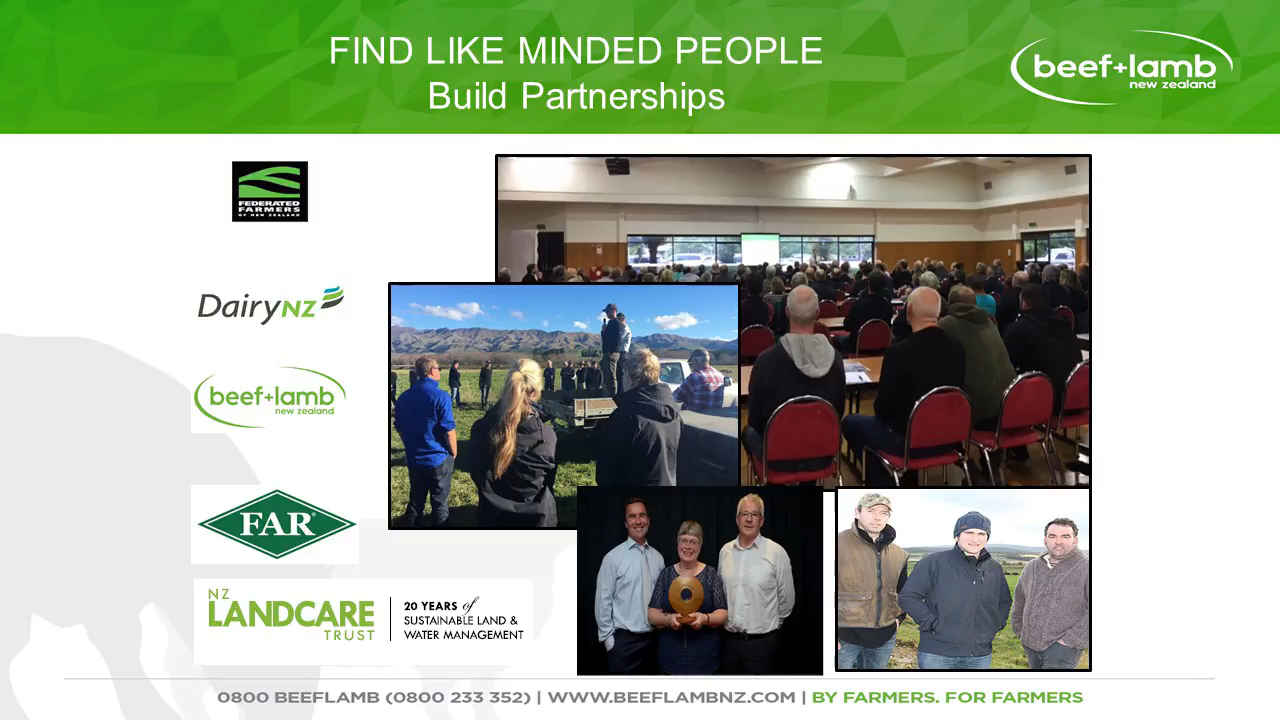 FIND LIKE MINDED PEOPLE
Build Partnerships
beef+lamb
new zealand
FEDERATED
FARMERS
OF NEW ZEALAND
DairyNZ
beef+lamb
new zealand
FAR®
NZ
LANDCARE
TRUST
20 YEARS of
SUSTAINABLE LAND &
WATER MANAGEMENT
0800 BEEFLAMB (0800 233 352) | WWW.BEEFLAMBNZ.COM | BY FARMERS. FOR FARMERS